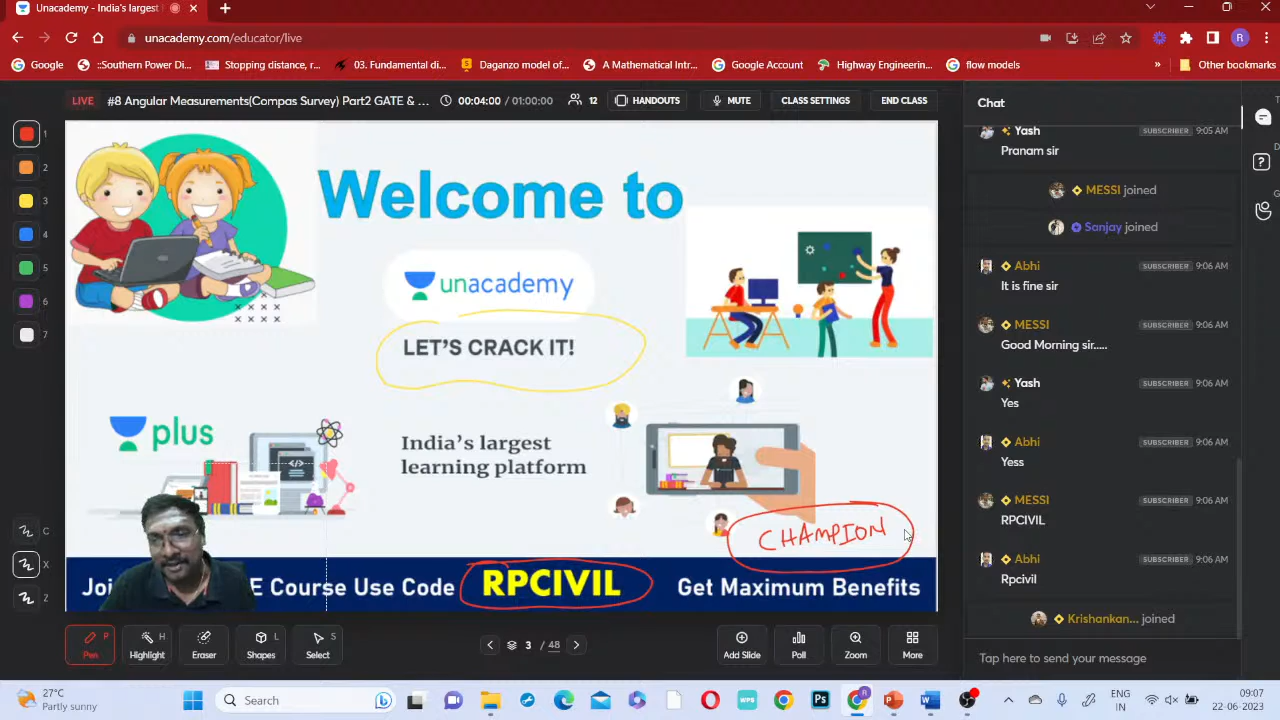 Unacademy - India's largest
unacademy.com/educator/live
Google
::Southern Power Di...
Stopping distance, r...
03. Fundamental di...
Daganzo model of...
A Mathematical Intr...
Google Account
Highway Engineerin...
flow models
»
Other bookmarks
LIVE
#8 Angular Measurements(Compas Survey) Part2 GATE & ...
00:04:00 / 01:00:00
12
HANDOUTS
MUTE
CLASS SETTINGS
END CLASS
1
2
3
4
5
6
7
C
X
Z
Welcome to
unacademy
LET'S CRACK IT!
plus
India's largest
learning platform
CHAMPION
Joi
E Course Use Code
RPCIVIL
Get Maximum Benefits
Pen P
Highlight H
Eraser E
Shapes L
Select S
3 / 48
Add Slide
Poll
Zoom
More
Chat
Yash SUBSCRIBER 9:05 AM
Pranam sir
MESSI joined
Sanjay joined
Abhi SUBSCRIBER 9:06 AM
It is fine sir
MESSI SUBSCRIBER 9:06 AM
Good Morning sir.....
Yash SUBSCRIBER 9:06 AM
Yes
Abhi SUBSCRIBER 9:06 AM
Yess
MESSI SUBSCRIBER 9:06 AM
RPCIVIL
Abhi SUBSCRIBER 9:06 AM
Rpcivil
Krishankan... joined
Tap here to send your message
27°C
Partly sunny
Search
ENG
IN
09:07
22-06-2023